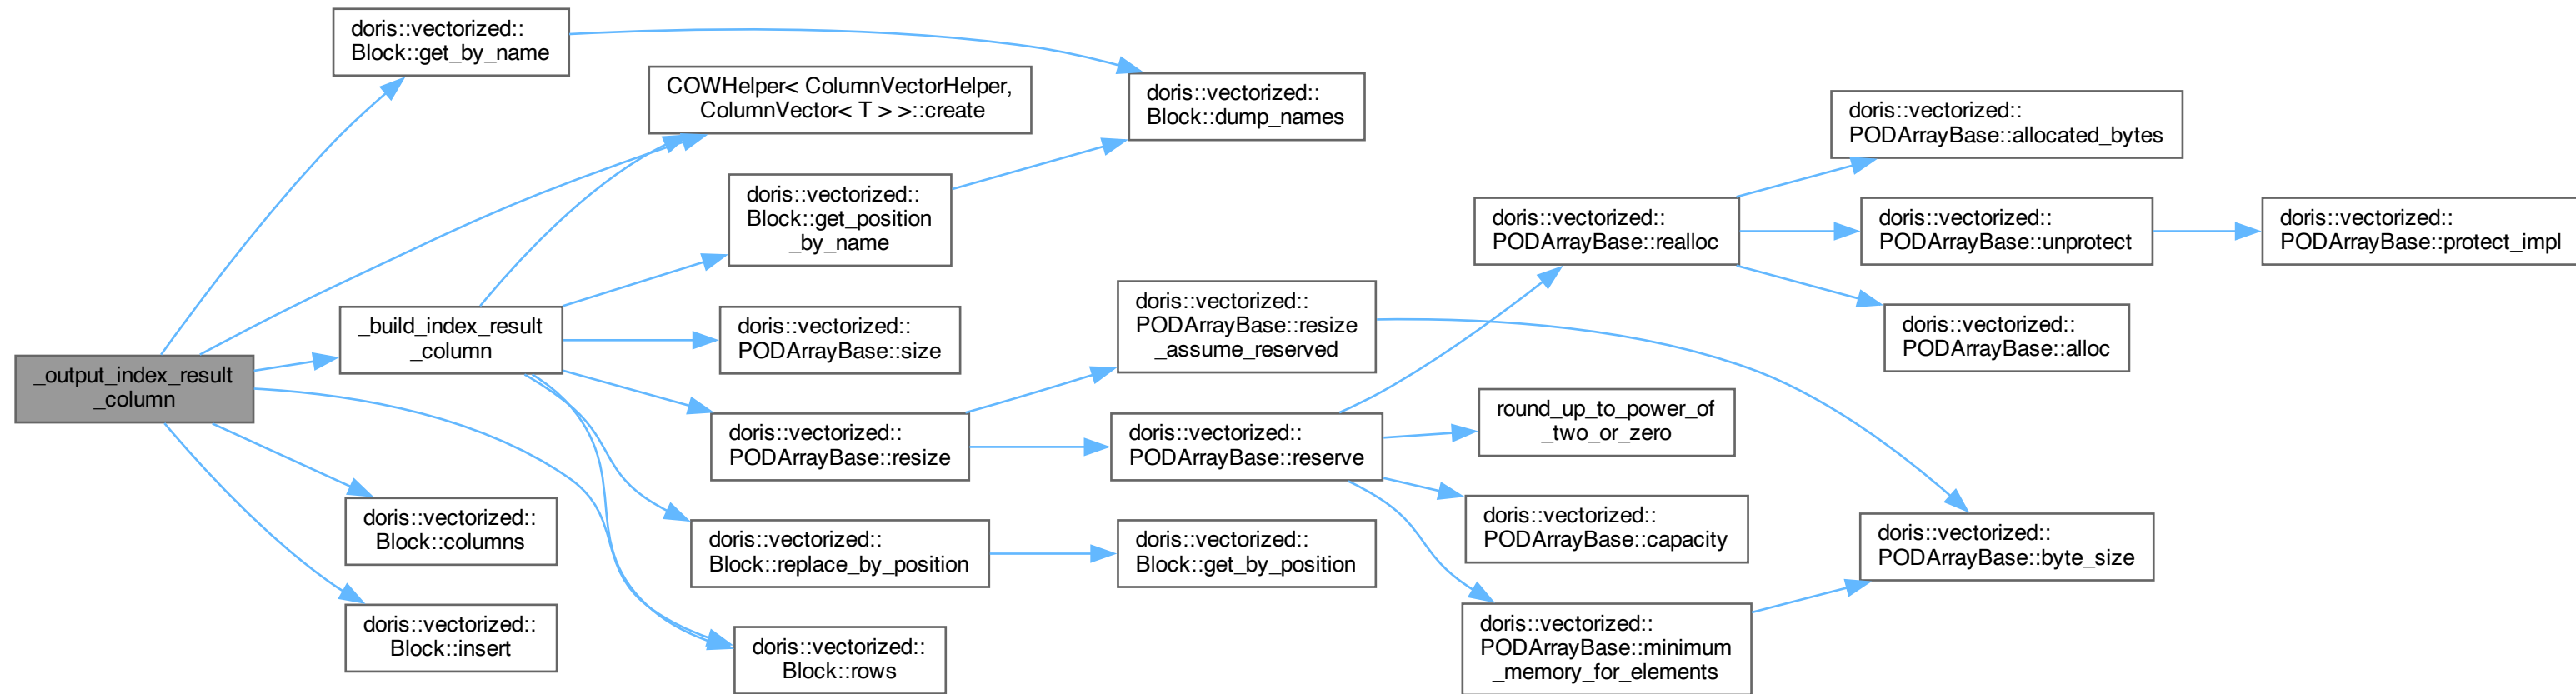 doris::vectorized::
Block::get_by_name
COWHelper< ColumnVectorHelper,
ColumnVector< T > >::create
doris::vectorized::
Block::dump_names
doris::vectorized::
PODArrayBase::allocated_bytes
doris::vectorized::
Block::get_position
_by_name
doris::vectorized::
PODArrayBase::realloc
doris::vectorized::
PODArrayBase::unprotect
doris::vectorized::
PODArrayBase::protect_impl
_build_index_result
_column
doris::vectorized::
PODArrayBase::size
doris::vectorized::
PODArrayBase::resize
_assume_reserved
doris::vectorized::
PODArrayBase::alloc
_output_index_result
_column
doris::vectorized::
PODArrayBase::resize
doris::vectorized::
PODArrayBase::reserve
round_up_to_power_of
_two_or_zero
doris::vectorized::
Block::columns
doris::vectorized::
Block::replace_by_position
doris::vectorized::
Block::get_by_position
doris::vectorized::
PODArrayBase::capacity
doris::vectorized::
PODArrayBase::byte_size
doris::vectorized::
Block::insert
doris::vectorized::
Block::rows
doris::vectorized::
PODArrayBase::minimum
_memory_for_elements